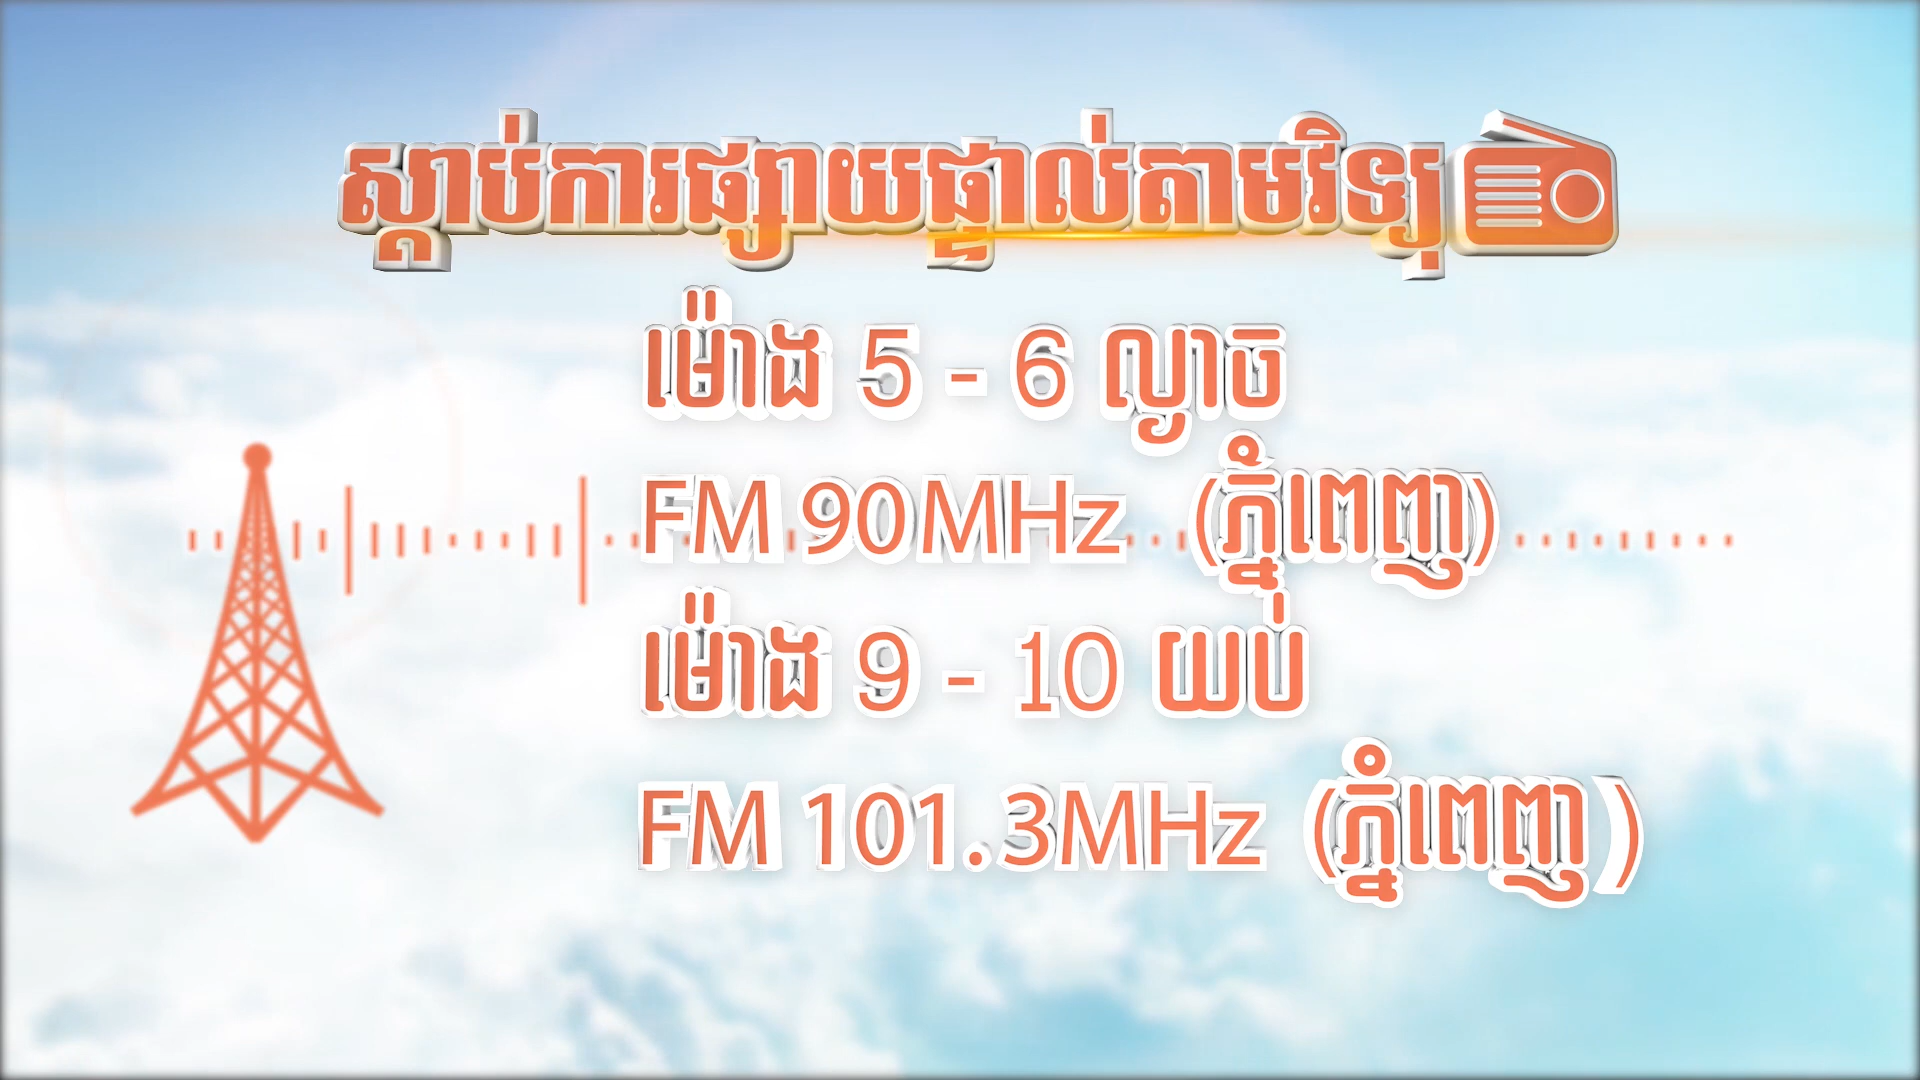 ស្តាប់ការផ្សាយផ្ទាល់តាមវិទ្យុ
ម៉ោង 5 - 6 ល្ងាច
FM 90MHz (ភ្នំពេញ)
ម៉ោង 9 - 10 យប់
FM 101.3MHz (ភ្នំពេញ)